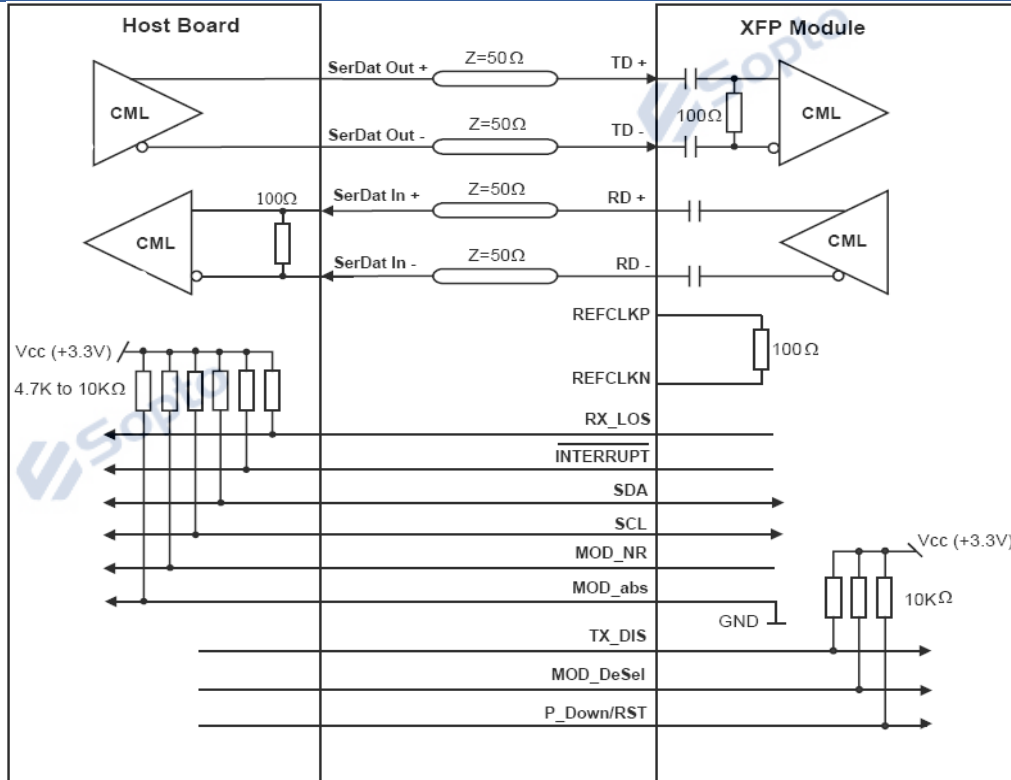 Host Board
XFP Module
Sopto
SerDat Out +
Z=50Ω
TD +
CML
100Ω
CML
SerDat Out -
Z=50Ω
TD -
100Ω
SerDat In +
Z=50Ω
RD +
CML
CML
SerDat In -
Z=50Ω
RD -
REFCLKP
Vcc (+3.3V)
100Ω
4.7K to 10KΩ
REFCLKN
Sopto
RX_LOS
INTERRUPT
SDA
SCL
Vcc (+3.3V)
MOD_NR
MOD_abs
10KΩ
GND
TX_DIS
MOD_DeSel
P_Down/RST